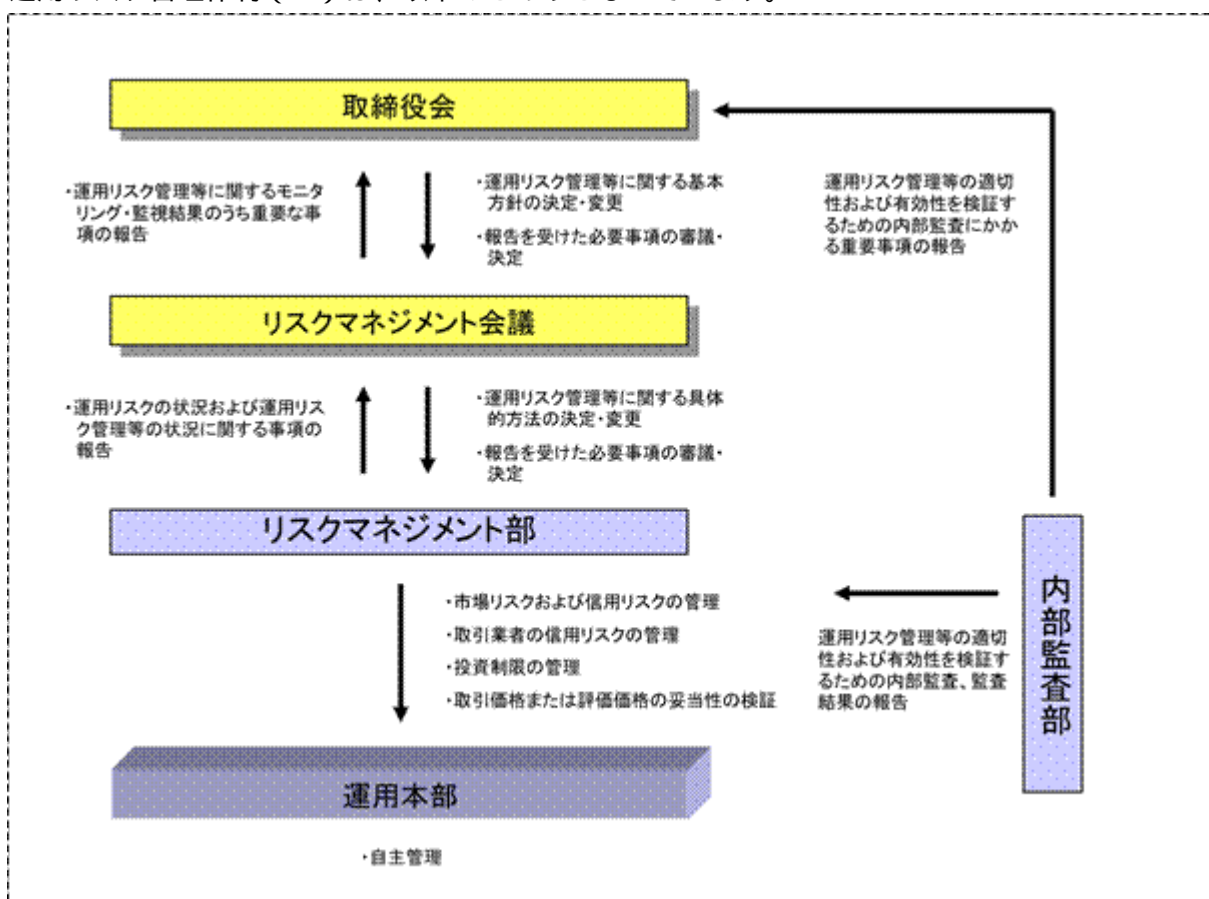 取締役会
・運用リスク管理等に関するモニタ
リング・監視結果のうち重要な事
項の報告
・運用リスク管理等に関する基本
方針の決定・変更
・報告を受けた必要事項の審議・
決定
運用リスク管理等の適切
性および有効性を検証す
るための内部監査にかか
る重要事項の報告
リスクマネジメント会議
・運用リスクの状況および運用リス
ク管理等の状況に関する事項の
報告
・運用リスク管理等に関する具体
的方法の決定・変更
・報告を受けた必要事項の審議・
決定
リスクマネジメント部
・市場リスクおよび信用リスクの管理
・取引業者の信用リスクの管理
・投資制限の管理
・取引価格または評価価格の妥当性の検証
運用リスク管理等の適切
性および有効性を検証す
るための内部監査、監査
結果の報告
内部監査部
運用本部
・自主管理